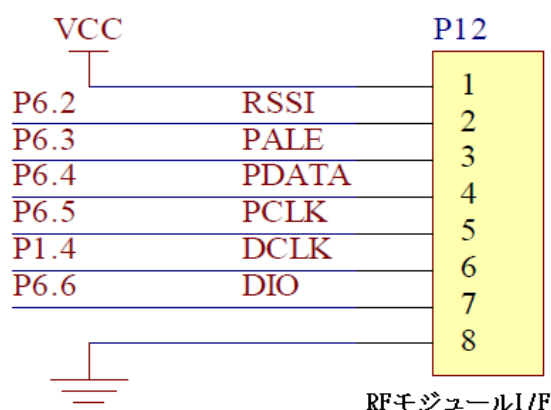 VCC P12
1
P6.2 RSSI 2
P6.3 PALE 3
P6.4 PDATA 4
P6.5 PCLK 5
P1.4 DCLK 6
P6.6 DIO 7
8
RFモジュールI/F